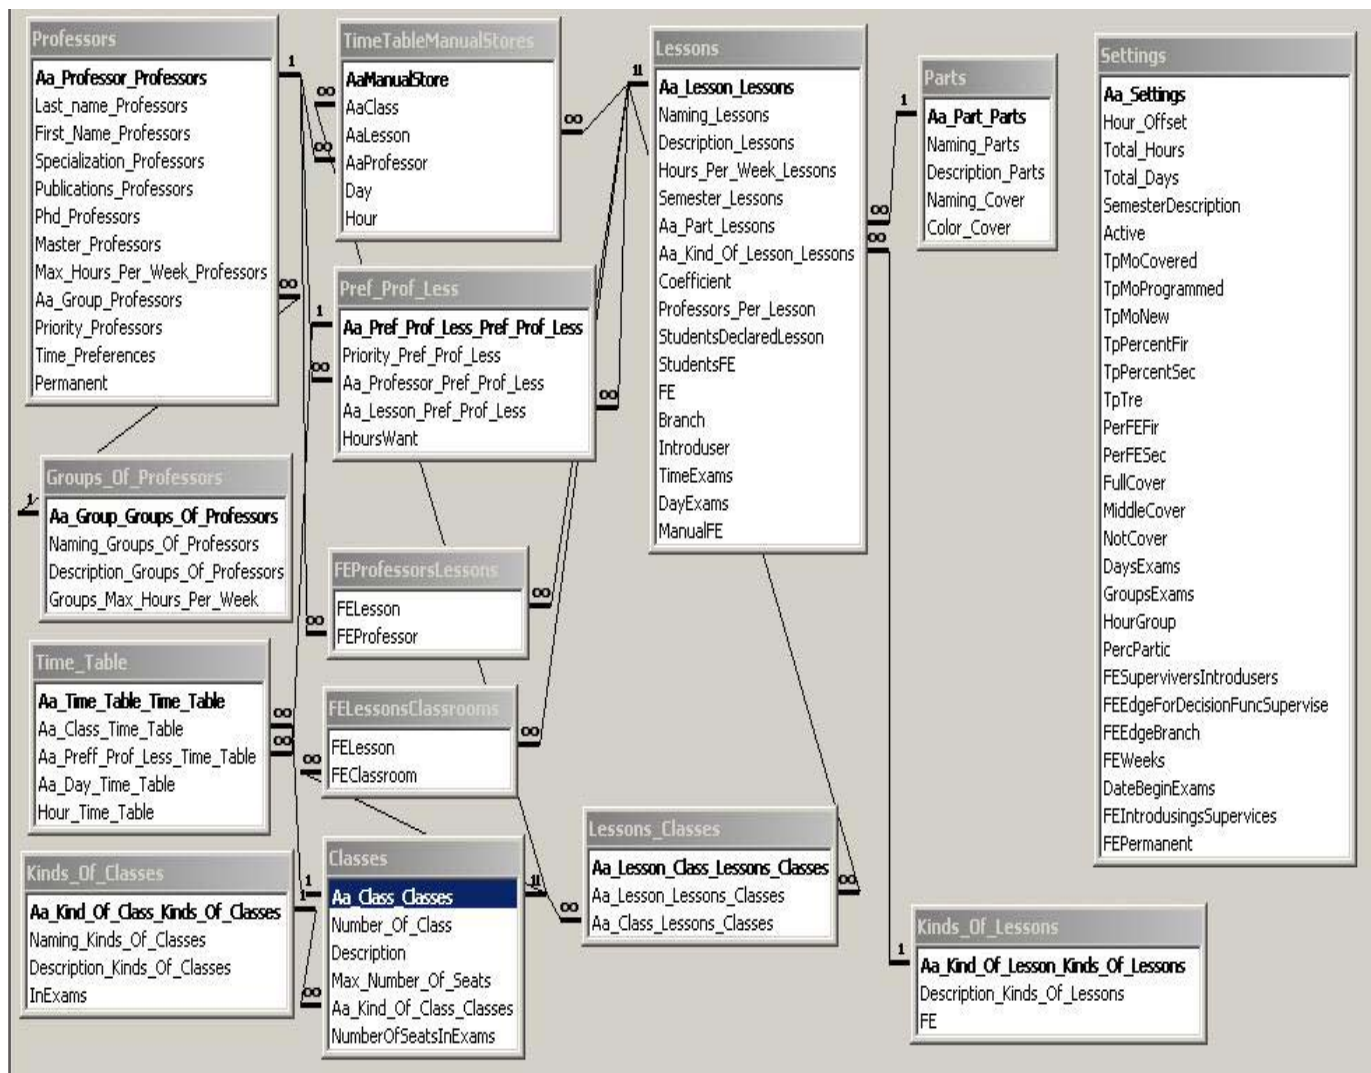 Professors
Aa_Professor_Professors
Last_name_Professors
First_Name_Professors
Specialization_Professors
Publications_Professors
Phd_Professors
Master_Professors
Max_Hours_Per_Week_Professors
Aa_Group_Professors
Priority_Professors
Time_Preferences
Permanent
TimeTableManualStores
AaManualStore
AaClass
AaLesson
AaProfessor
Day
Hour
Lessons
Aa_Lesson_Lessons
Naming_Lessons
Description_Lessons
Hours_Per_Week_Lessons
Semester_Lessons
Aa_Part_Lessons
Aa_Kind_Of_Lesson_Lessons
Coefficient
Professors_Per_Lesson
StudentsDeclaredLesson
StudentsFE
FE
Branch
Introduser
TimeExams
DayExams
ManualFE
Parts
Aa_Part_Parts
Naming_Parts
Description_Parts
Naming_Cover
Color_Cover
Settings
Aa_Settings
Hour_Offset
Total_Hours
Total_Days
SemesterDescription
Active
TpMoCovered
TpMoProgrammed
TpMoNew
TpPercentFir
TpPercentSec
TpTre
PerFEFir
PerFESec
FullCover
MiddleCover
NotCover
DaysExams
GroupsExams
HourGroup
PercPartic
FESuperviversIntrodusers
FEEdgeForDecisionFuncSupervise
FEEdgeBranch
FEWeeks
DateBeginExams
FEIntrodusingsSupervices
FEPermanent
Pref_Prof_Less
Aa_Pref_Prof_Less_Pref_Prof_Less
Priority_Pref_Prof_Less
Aa_Professor_Pref_Prof_Less
Aa_Lesson_Pref_Prof_Less
HoursWant
Groups_Of_Professors
Aa_Group_Groups_Of_Professors
Naming_Groups_Of_Professors
Description_Groups_Of_Professors
Groups_Max_Hours_Per_Week
FEProfessorsLessons
FELesson
FEProfessor
Time_Table
Aa_Time_Table_Time_Table
Aa_Class_Time_Table
Aa_Preff_Prof_Less_Time_Table
Aa_Day_Time_Table
Hour_Time_Table
FELessonsClassrooms
FELesson
FEClassroom
Kinds_Of_Classes
Aa_Kind_Of_Class_Kinds_Of_Classes
Naming_Kinds_Of_Classes
Description_Kinds_Of_Classes
InExams
Classes
Aa_Class_Classes
Number_Of_Class
Description
Max_Number_Of_Seats
Aa_Kind_Of_Class_Classes
NumberOfSeatsInExams
Lessons_Classes
Aa_Lesson_Class_Lessons_Classes
Aa_Lesson_Lessons_Classes
Aa_Class_Lessons_Classes
Kinds_Of_Lessons
Aa_Kind_Of_Lesson_Kinds_Of_Lessons
Description_Kinds_Of_Lessons
FE